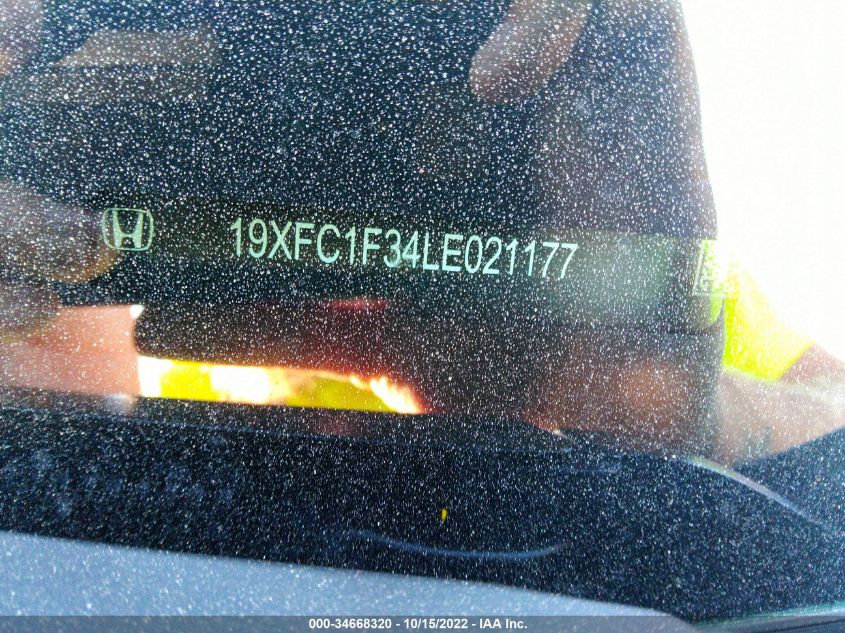 19XFC1F34LE021177
000-34668320 / 10/15/2022 - IAA Inc.